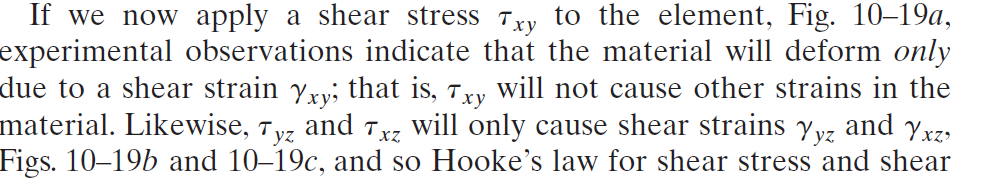 If we now apply a shear stress τxy to the element, Fig. 10–19a,
experimental observations indicate that the material will deform only
due to a shear strain γxy; that is, τxy will not cause other strains in the
material. Likewise, τyz and τxz will only cause shear strains γyz and γxz,
Figs. 10–19b and 10–19c, and so Hooke’s law for shear stress and shear